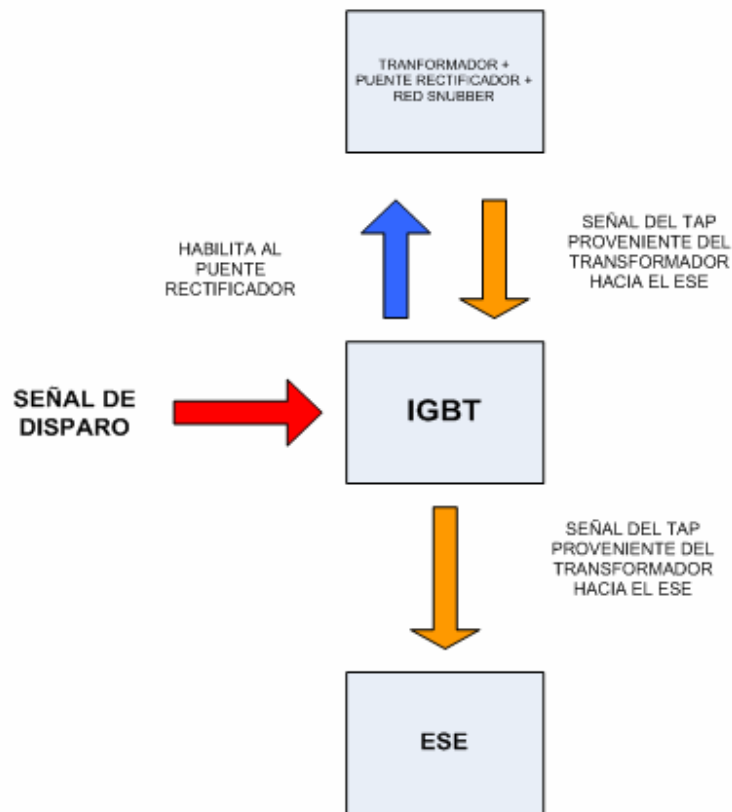 TRANFORMADOR +
PUENTE RECTIFICADOR +
RED SNUBBER
HABILITA AL
PUENTE
RECTIFICADOR
SEÑAL DEL TAP
PROVENIENTE DEL
TRANSFORMADOR
HACIA EL ESE
SEÑAL DE
DISPARO
IGBT
SEÑAL DEL TAP
PROVENIENTE DEL
TRANSFORMADOR
HACIA EL ESE
ESE